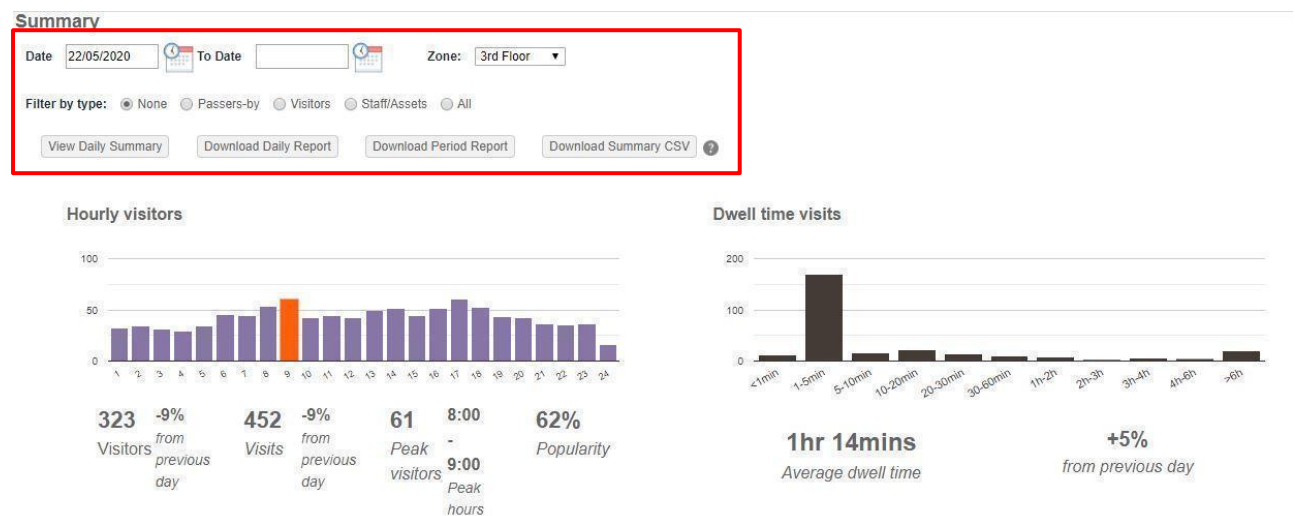 Summary
Date 22/05/2020 To Date Zone: 3rd Floor
Filter by type: None Passers-by Visitors Staff/Assets All
View Daily Summary Download Daily Report Download Period Report Download Summary CSV ?
Hourly visitors
100
50
0
1 2 3 4 5 6 7 8 9 10 11 12 13 14 15 16 17 18 19 20 21 22 23 24
323 Visitors
-9% from previous day
452 Visits
-9% from previous day
61 Peak visitors
8:00 - 9:00 Peak hours
62% Popularity
Dwell time visits
200
100
0
<1min 1-5min 5-10min 10-20min 20-30min 30-60min 1h-2h 2h-3h 3h-4h 4h-6h >6h
1hr 14mins
Average dwell time
+5%
from previous day